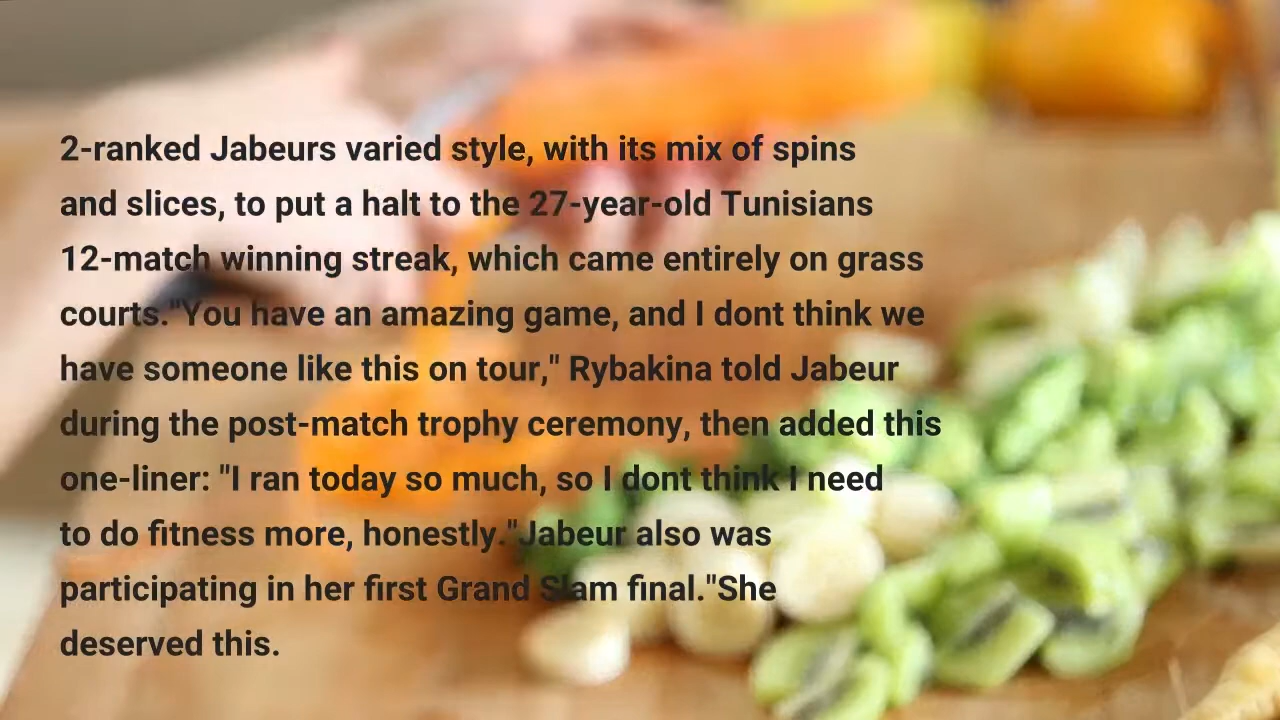 2-ranked Jabeurs varied style, with its mix of spins
and slices, to put a halt to the 27-year-old Tunisians
12-match winning streak, which came entirely on grass
courts."You have an amazing game, and I dont think we
have someone like this on tour," Rybakina told Jabeur
during the post-match trophy ceremony, then added this
one-liner: "I ran today so much, so I dont think I need
to do fitness more, honestly."Jabeur also was
participating in her first Grand Slam final."She
deserved this.